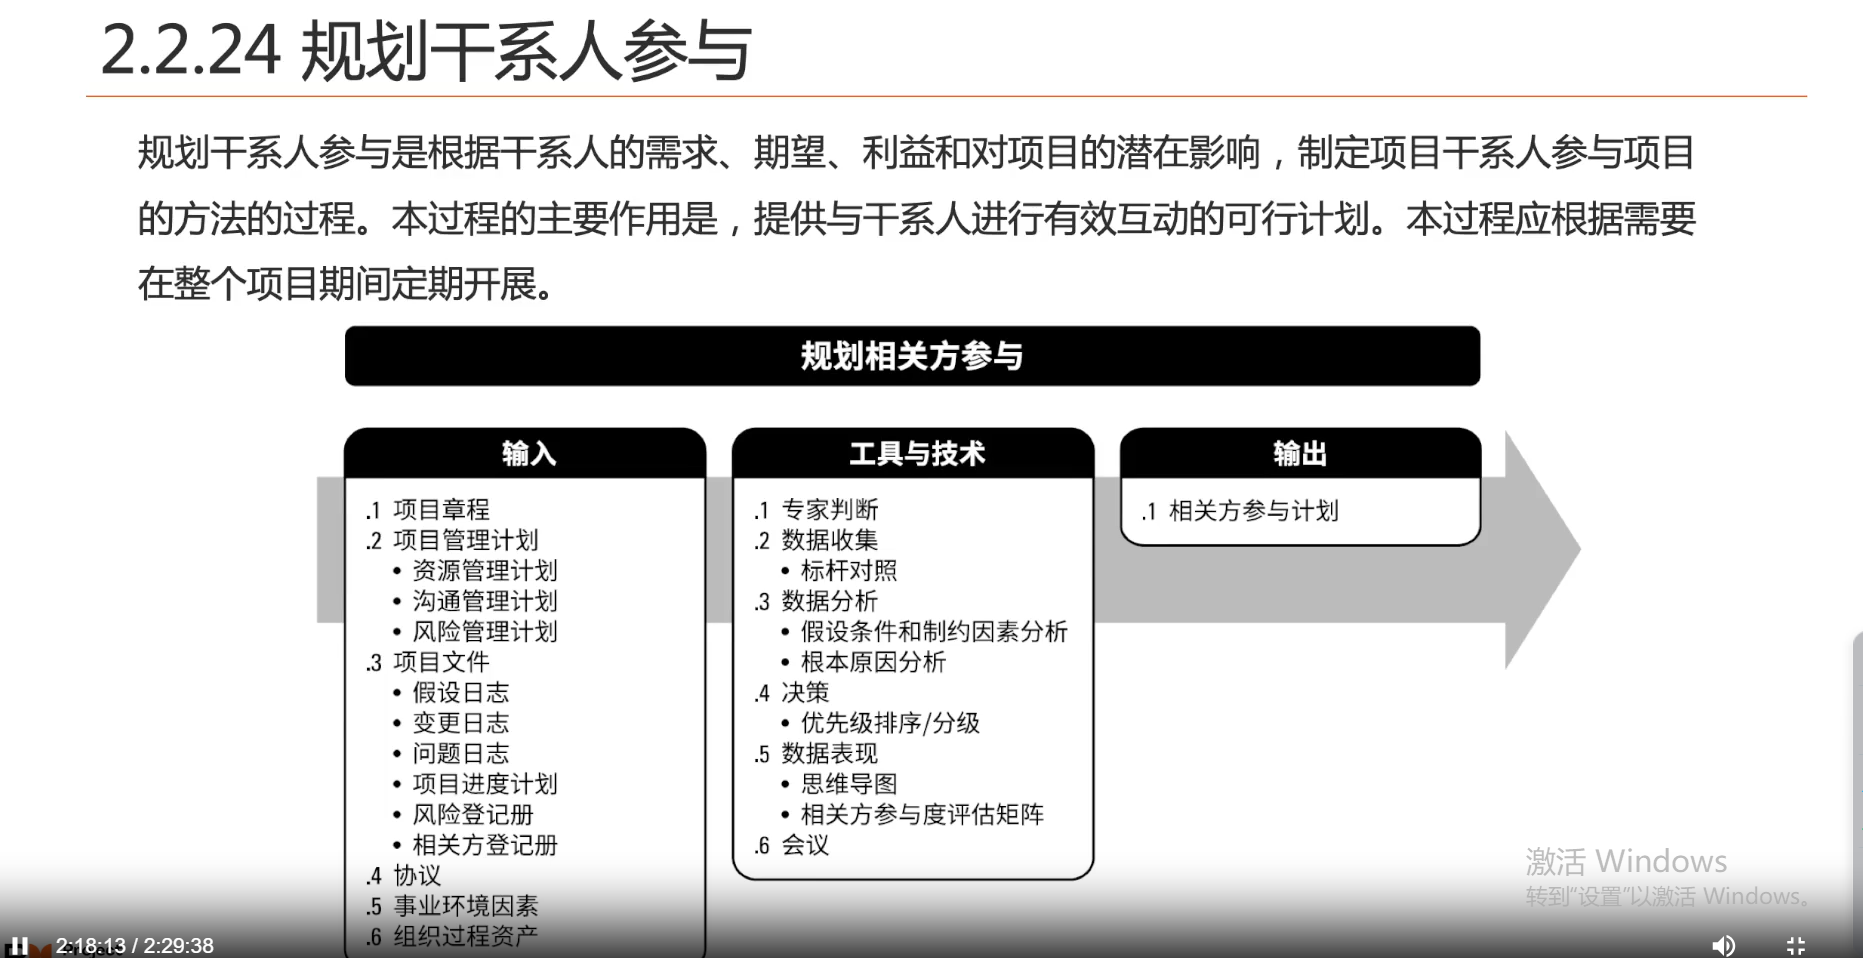 2.2.24 规划干系人参与
规划干系人参与是根据干系人的需求、期望、利益和对项目的潜在影响，制定项目干系人参与项目
的方法的过程。本过程的主要作用是，提供与干系人进行有效互动的可行计划。本过程应根据需要
在整个项目期间定期开展。
规划相关方参与
输入
.1 项目章程
.2 项目管理计划
• 资源管理计划
• 沟通管理计划
• 风险管理计划
.3 项目文件
• 假设日志
• 变更日志
• 问题日志
• 项目进度计划
• 风险登记册
• 相关方登记册
.4 协议
.5 事业环境因素
.6 组织过程资产
工具与技术
.1 专家判断
.2 数据收集
• 标杆对照
.3 数据分析
• 假设条件和制约因素分析
• 根本原因分析
.4 决策
• 优先级排序/分级
.5 数据表现
• 思维导图
• 相关方参与度评估矩阵
.6 会议
输出
.1 相关方参与计划
激活 Windows
转到“设置”以激活 Windows。
2:18:13 / 2:29:38